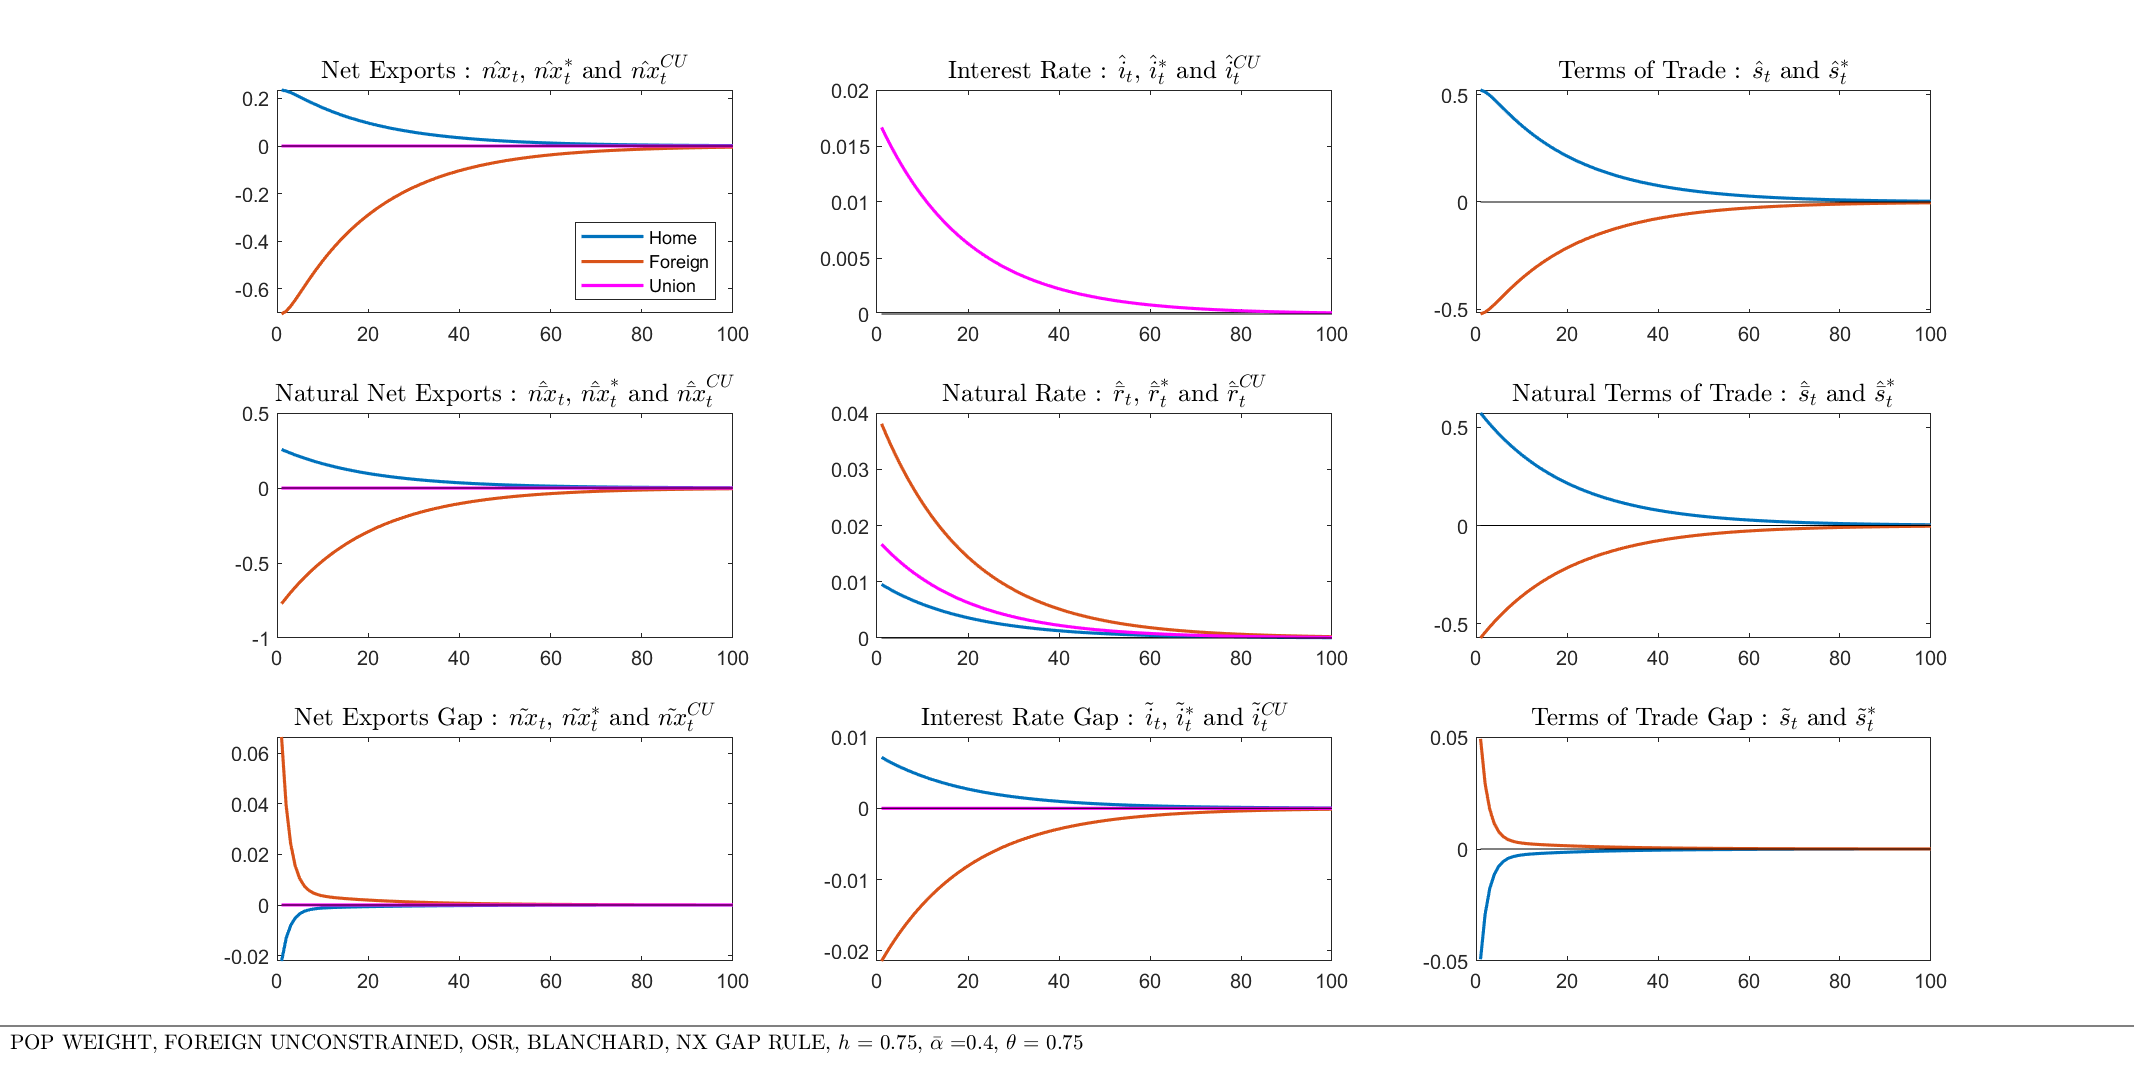 Net Exports : n̂x_t, n̂x*_t and n̂x^CU_t
0.2
0
-0.2
-0.4
-0.6
0 20 40 60 80 100
Home
Foreign
Union
Interest Rate : î_t, î*_t and î^CU_t
0.02
0.015
0.01
0.005
0
0 20 40 60 80 100
Terms of Trade : ŝ_t and ŝ*_t
0.5
0
-0.5
0 20 40 60 80 100
Natural Net Exports : n̄̂x_t, n̄̂x*_t and n̄̂x^CU_t
0.5
0
-0.5
-1
0 20 40 60 80 100
Natural Rate : r̄̂_t, r̄̂*_t and r̄̂^CU_t
0.04
0.03
0.02
0.01
0
0 20 40 60 80 100
Natural Terms of Trade : s̄̂_t and s̄̂*_t
0.5
0
-0.5
0 20 40 60 80 100
Net Exports Gap : ñx_t, ñx*_t and ñx^CU_t
0.06
0.04
0.02
0
-0.02
0 20 40 60 80 100
Interest Rate Gap : ĩ_t, ĩ*_t and ĩ^CU_t
0.01
0
-0.01
-0.02
0 20 40 60 80 100
Terms of Trade Gap : s̃_t and s̃*_t
0.05
0
-0.05
0 20 40 60 80 100
POP WEIGHT, FOREIGN UNCONSTRAINED, OSR, BLANCHARD, NX GAP RULE, h = 0.75, ᾱ =0.4, θ = 0.75